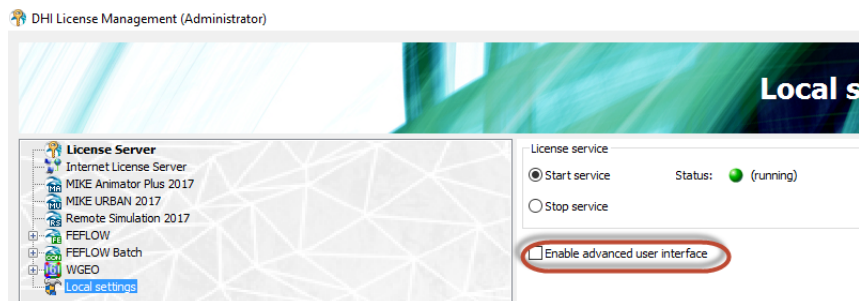 DHI License Management (Administrator)
Local s
License Server
Internet License Server
MIKE Animator Plus 2017
MIKE URBAN 2017
Remote Simulation 2017
FEFLOW
FEFLOW Batch
WGEO
Local settings
License service
Start service Status: (running)
Stop service
Enable advanced user interface